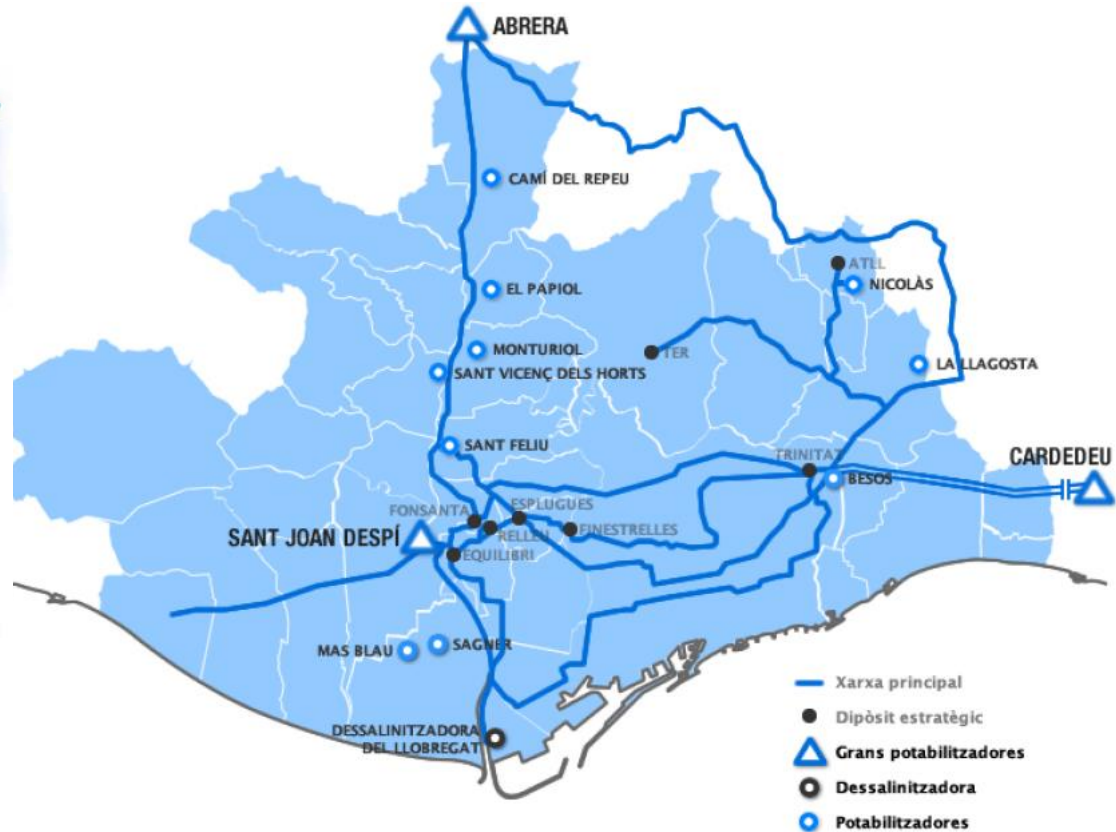 ABRERA
CAMÍ DEL REPEU
ATLL
NICOLÀS
EL PAPIOL
MONTURIOL
TER
SANT VICENÇ DELS HORTS
LA LLAGOSTA
SANT FELIU
TRINITAT
CARDEDEU
BESOS
ESPLUGUES
FONSANTA
FINESTRELLES
RELLEU
SANT JOAN DESPÍ
EQUILIBRI
SAGNER
MAS BLAU
DESSALINITZADORA
DEL LLOBREGAT
Xarxa principal
Dipòsit estratègic
Grans potabilitzadores
Dessalinitzadora
Potabilitzadores